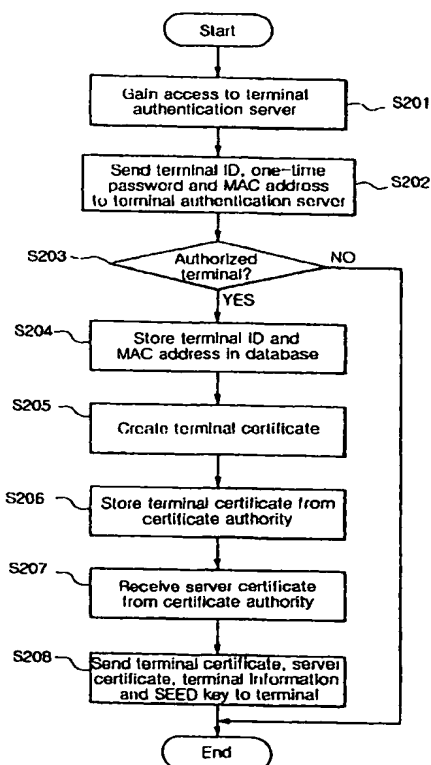 Start
Gain access to terminal
authentication server
S201
Send terminal ID, one-time
password and MAC address
to terminal authentication server
S202
S203
Authorized
terminal?
NO
YES
S204
Store terminal ID and
MAC address in database
S205
Create terminal certificate
S206
Store terminal certificate from
certificate authority
S207
Receive server certificate
from certificate authority
S208
Send terminal certificate, server
certificate, terminal Information
and SEED key to terminal
End